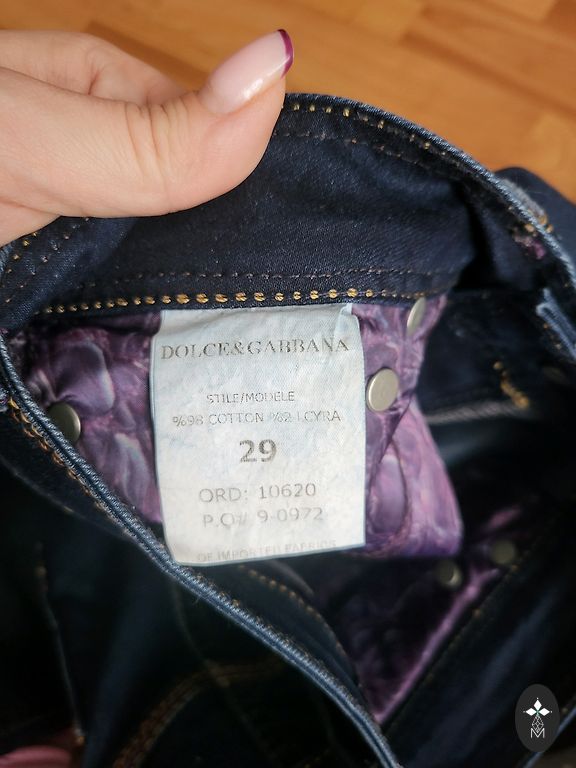 DOLCE&GABBANA
STILE/MODELE
%98 COTTON %2 LCYRA
29
ORD: 10620
P.O# 9-0972
OF IMPORTED FABRICS
M